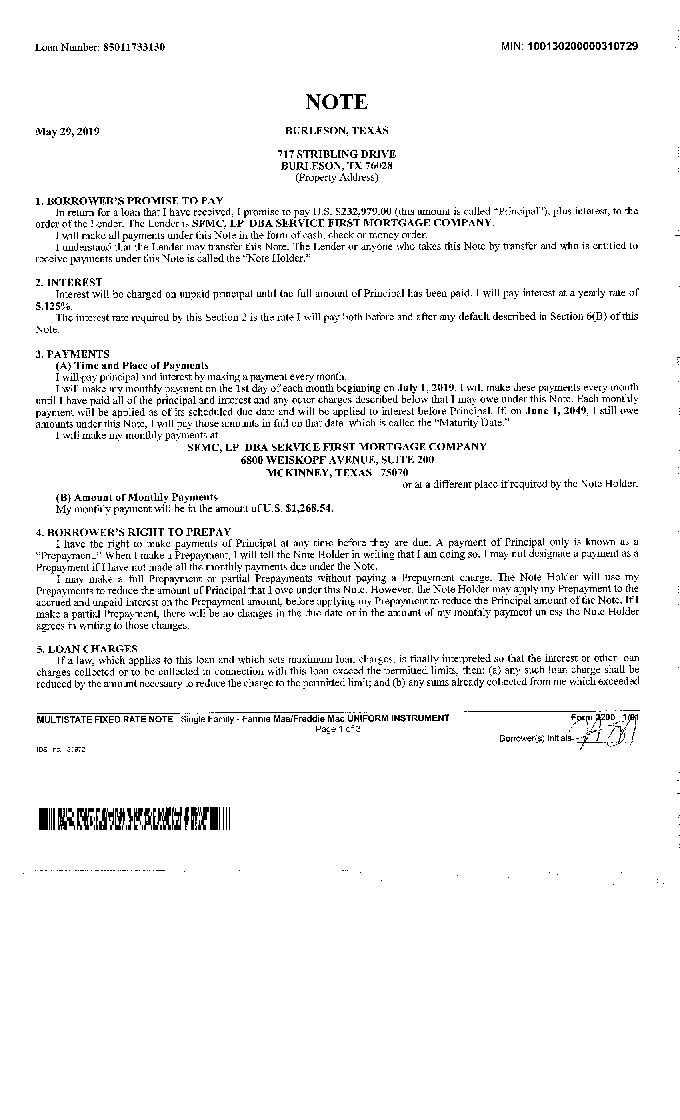 Loan Number: 85011733130
MIN: 100130200000310729
NOTE
May 29, 2019
BURLESON, TEXAS
717 STRIBLING DRIVE
BURLESON, TX 76028
(Property Address)
1. BORROWER'S PROMISE TO PAY
In return for a loan that I have received, I promise to pay U.S. $232,979.00 (this amount is called "Principal"), plus interest, to the
order of the Lender. The Lender is SFMC, LP DBA SERVICE FIRST MORTGAGE COMPANY.
I will make all payments under this Note in the form of cash, check or money order.
I understand that the Lender may transfer this Note. The Lender or anyone who takes this Note by transfer and who is entitled to
receive payments under this Note is called the "Note Holder."
2. INTEREST
Interest will be charged on unpaid principal until the full amount of Principal has been paid. I will pay interest at a yearly rate of
5.125%.
The interest rate required by this Section 2 is the rate I will pay both before and after any default described in Section 6(B) of this
Note.
3. PAYMENTS
(A) Time and Place of Payments
I will pay principal and interest by making a payment every month.
I will make my monthly payment on the 1st day of each month beginning on July 1, 2019. I will make these payments every month
until I have paid all of the principal and interest and any other charges described below that I may owe under this Note. Each monthly
payment will be applied as of its scheduled due date and will be applied to interest before Principal. If, on June 1, 2049, I still owe
amounts under this Note, I will pay those amounts in full on that date, which is called the "Maturity Date."
I will make my monthly payments at
SFMC, LP DBA SERVICE FIRST MORTGAGE COMPANY
6800 WEISKOPF AVENUE, SUITE 200
MCKINNEY, TEXAS 75070
or at a different place if required by the Note Holder.
(B) Amount of Monthly Payments
My monthly payment will be in the amount of U.S. $1,268.54.
4. BORROWER'S RIGHT TO PREPAY
I have the right to make payments of Principal at any time before they are due. A payment of Principal only is known as a
"Prepayment." When I make a Prepayment, I will tell the Note Holder in writing that I am doing so. I may not designate a payment as a
Prepayment if I have not made all the monthly payments due under the Note.
I may make a full Prepayment or partial Prepayments without paying a Prepayment charge. The Note Holder will use my
Prepayments to reduce the amount of Principal that I owe under this Note. However, the Note Holder may apply my Prepayment to the
accrued and unpaid interest on the Prepayment amount, before applying my Prepayment to reduce the Principal amount of the Note. If I
make a partial Prepayment, there will be no changes in the due date or in the amount of my monthly payment unless the Note Holder
agrees in writing to those changes.
5. LOAN CHARGES
If a law, which applies to this loan and which sets maximum loan charges, is finally interpreted so that the interest or other loan
charges collected or to be collected in connection with this loan exceed the permitted limits, then: (a) any such loan charge shall be
reduced by the amount necessary to reduce the charge to the permitted limit; and (b) any sums already collected from me which exceeded
MULTISTATE FIXED RATE NOTE Single Family - Fannie Mae/Freddie Mac UNIFORM INSTRUMENT
Form 3200 1/01
Page 1 of 3
Borrower(s) Initials